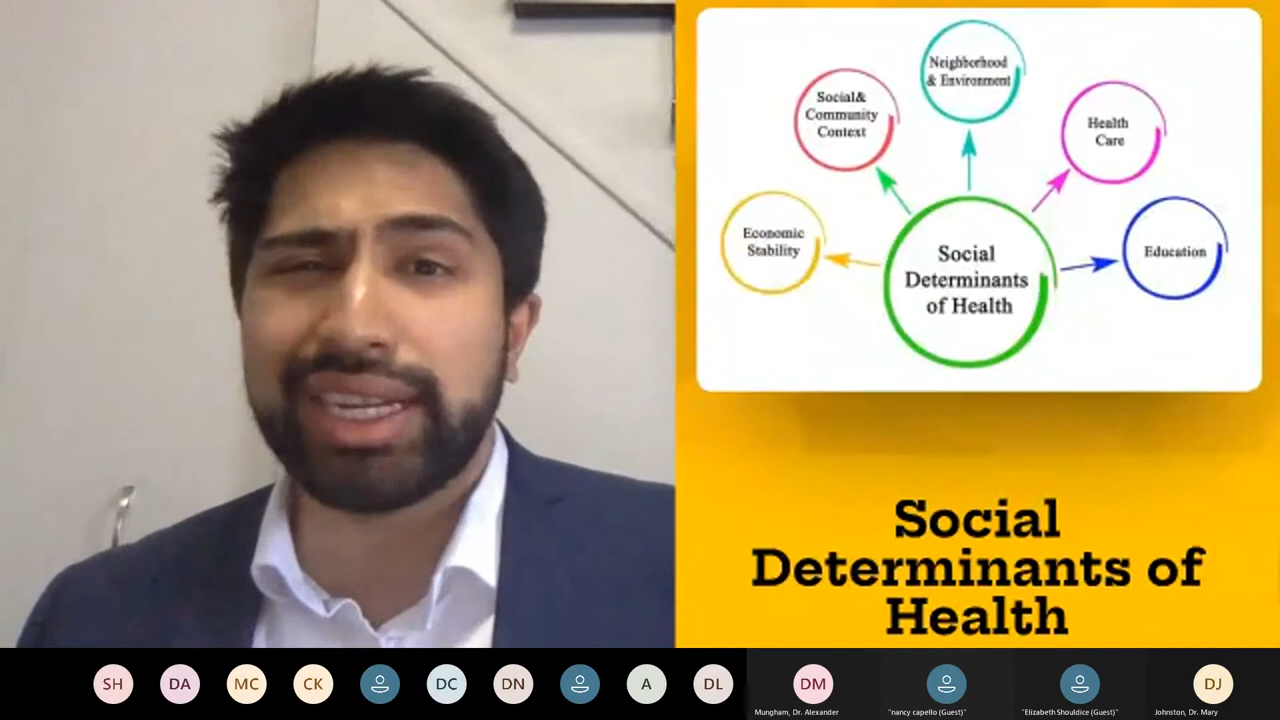 Neighborhood
& Environment
Social&
Community
Context
Health
Care
Economic
Stability
Social
Determinants
of Health
Education
Social
Determinants of
Health
SH
DA
MC
CK
DC
DN
A
DL
DM
DJ
Mungham, Dr. Alexander
"nancy capello (Guest)"
"Elizabeth Shouldice (Guest)"
Johnston, Dr. Mary